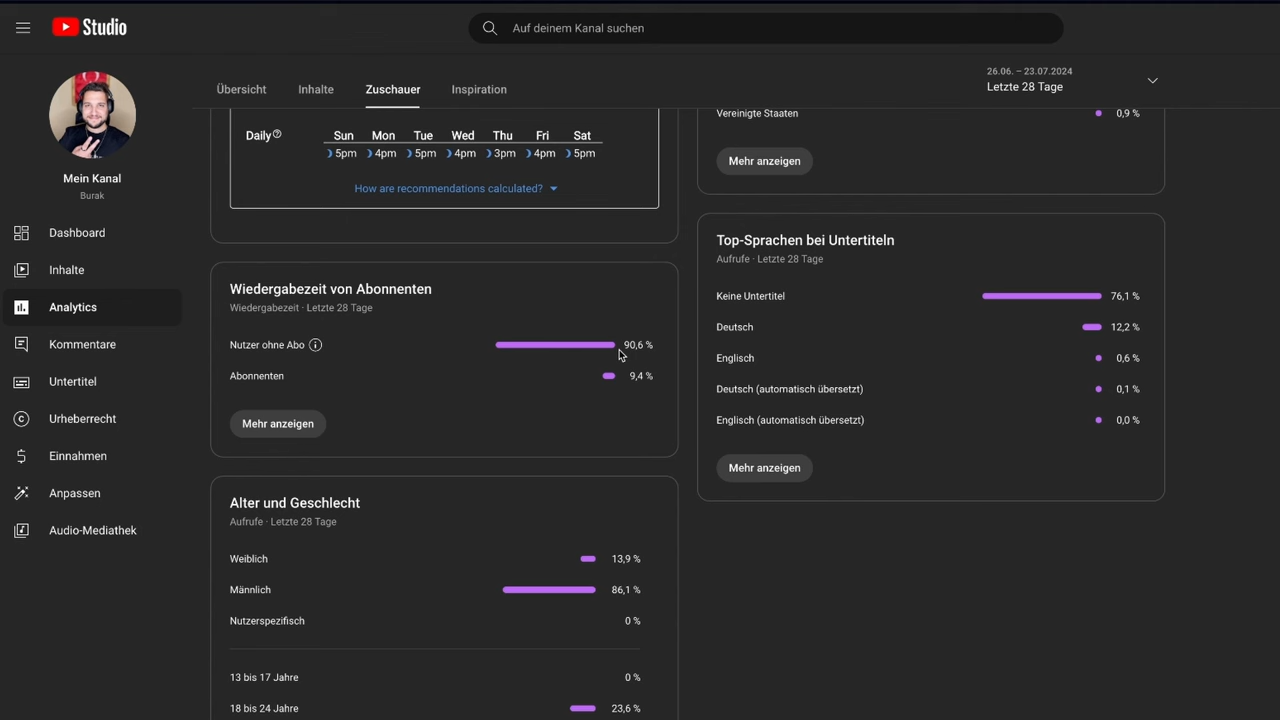 Studio
Auf deinem Kanal suchen
Mein Kanal
Burak
Dashboard
Inhalte
Analytics
Kommentare
Untertitel
Urheberrecht
Einnahmen
Anpassen
Audio-Mediathek
Übersicht Inhalte Zuschauer Inspiration
26.06. – 23.07.2024
Letzte 28 Tage
Daily
Sun Mon Tue Wed Thu Fri Sat
5pm 4pm 5pm 4pm 3pm 4pm 5pm
How are recommendations calculated?
Wiedergabezeit von Abonnenten
Wiedergabezeit · Letzte 28 Tage
Nutzer ohne Abo 90,6 %
Abonnenten 9,4 %
Mehr anzeigen
Alter und Geschlecht
Aufrufe · Letzte 28 Tage
Weiblich 13,9 %
Männlich 86,1 %
Nutzerspezifisch 0 %
13 bis 17 Jahre 0 %
18 bis 24 Jahre 23,6 %
Vereinigte Staaten 0,9 %
Mehr anzeigen
Top-Sprachen bei Untertiteln
Aufrufe · Letzte 28 Tage
Keine Untertitel 76,1 %
Deutsch 12,2 %
Englisch 0,6 %
Deutsch (automatisch übersetzt) 0,1 %
Englisch (automatisch übersetzt) 0,0 %
Mehr anzeigen